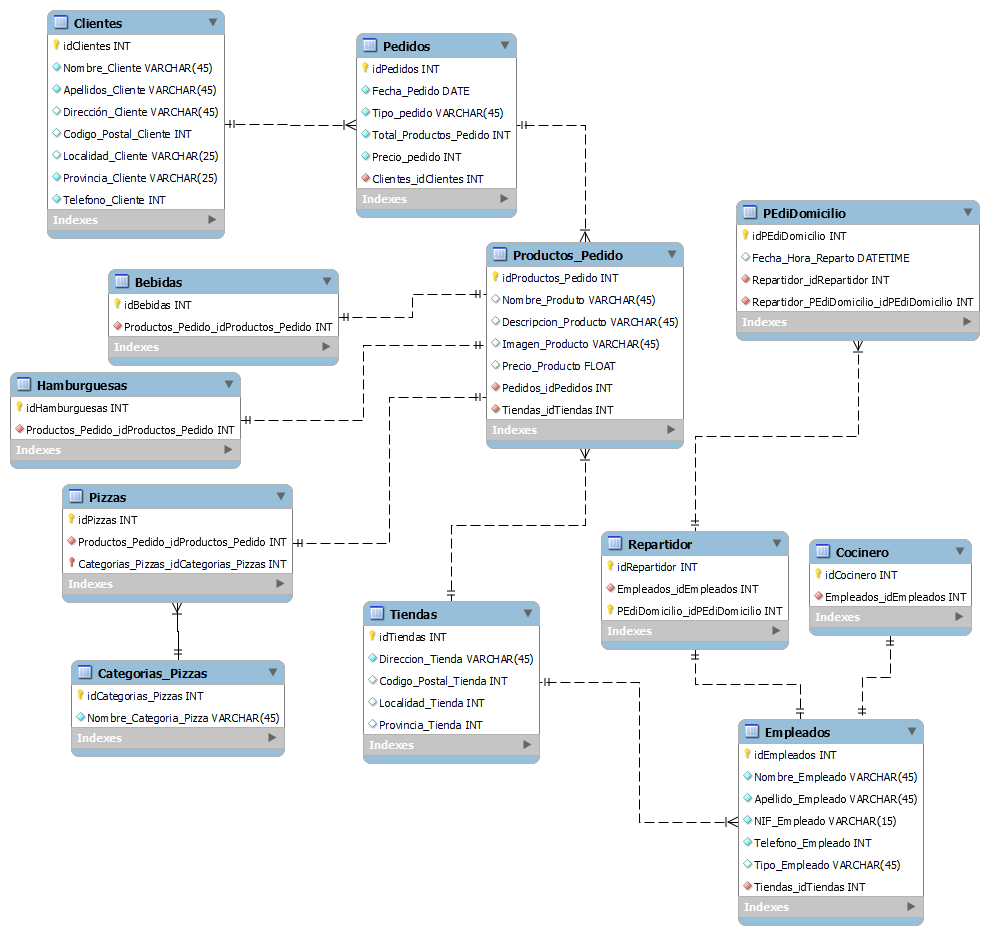 Clientes
idClientes INT
Nombre_Cliente VARCHAR(45)
Apellidos_Cliente VARCHAR(45)
Dirección_Cliente VARCHAR(45)
Codigo_Postal_Cliente INT
Localidad_Cliente VARCHAR(25)
Provincia_Cliente VARCHAR(25)
Telefono_Cliente INT
Indexes
Pedidos
idPedidos INT
Fecha_Pedido DATE
Tipo_pedido VARCHAR(45)
Total_Productos_Pedido INT
Precio_pedido INT
Clientes_idClientes INT
Indexes
PEdiDomicilio
idPEdiDomicilio INT
Fecha_Hora_Reparto DATETIME
Repartidor_idRepartidor INT
Repartidor_PEdiDomicilio_idPEdiDomicilio INT
Indexes
Productos_Pedido
idProductos_Pedido INT
Nombre_Produto VARCHAR(45)
Descripcion_Producto VARCHAR(45)
Imagen_Producto VARCHAR(45)
Precio_Producto FLOAT
Pedidos_idPedidos INT
Tiendas_idTiendas INT
Indexes
Bebidas
idBebidas INT
Productos_Pedido_idProductos_Pedido INT
Indexes
Hamburguesas
idHamburguesas INT
Productos_Pedido_idProductos_Pedido INT
Indexes
Pizzas
idPizzas INT
Productos_Pedido_idProductos_Pedido INT
Categorias_Pizzas_idCategorias_Pizzas INT
Indexes
Categorias_Pizzas
idCategorias_Pizzas INT
Nombre_Categoria_Pizza VARCHAR(45)
Indexes
Tiendas
idTiendas INT
Direccion_Tienda VARCHAR(45)
Codigo_Postal_Tienda INT
Localidad_Tienda INT
Provincia_Tienda INT
Indexes
Repartidor
idRepartidor INT
Empleados_idEmpleados INT
PEdiDomicilio_idPEdiDomicilio INT
Indexes
Cocinero
idCocinero INT
Empleados_idEmpleados INT
Indexes
Empleados
idEmpleados INT
Nombre_Empleado VARCHAR(45)
Apellido_Empleado VARCHAR(45)
NIF_Empleado VARCHAR(15)
Telefono_Empleado INT
Tipo_Empleado VARCHAR(45)
Tiendas_idTiendas INT
Indexes